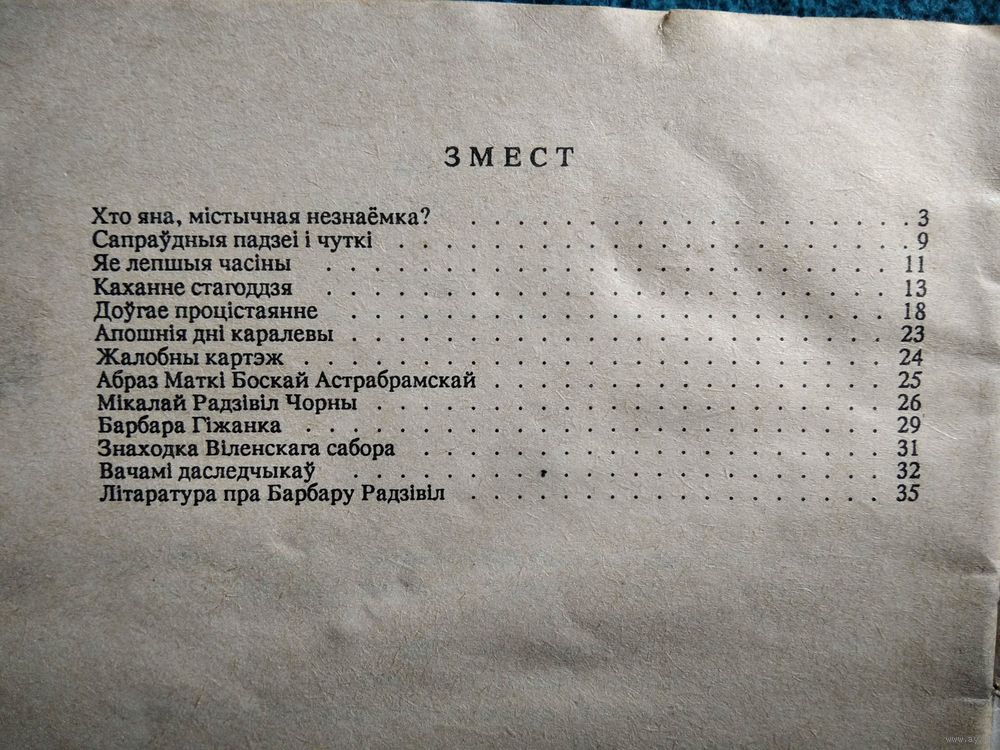 ЗМЕСТ
Хто яна, містычная незнаёмка? . . . . . . . . . . . . . . . . . . . 3
Сапраўдныя падзеі і чуткі . . . . . . . . . . . . . . . . . . . . . . 9
Яе лепшыя часіны . . . . . . . . . . . . . . . . . . . . . . . . 11
Каханне стагоддзя . . . . . . . . . . . . . . . . . . . . . . . . 13
Доўгае процістаянне . . . . . . . . . . . . . . . . . . . . . . . 18
Апошнія дні каралевы . . . . . . . . . . . . . . . . . . . . . . . 23
Жалобны картэж . . . . . . . . . . . . . . . . . . . . . . . . . 24
Абраз Маткі Боскай Астрабрамскай . . . . . . . . . . . . . . . . . 25
Мікалай Радзівіл Чорны . . . . . . . . . . . . . . . . . . . . . . 26
Барбара Гіжанка . . . . . . . . . . . . . . . . . . . . . . . . . 29
Знаходка Віленскага сабора . . . . . . . . . . . . . . . . . . . . 31
Вачамі даследчыкаў . . . . . . . . . . . . . . . . . . . . . . . 32
Літаратура пра Барбару Радзівіл . . . . . . . . . . . . . . . . . . 35